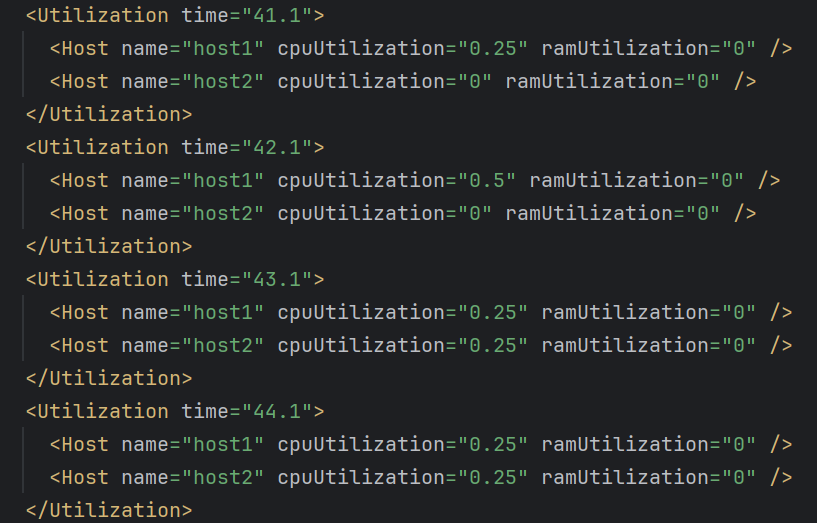 <Utilization time="41.1">
<Host name="host1" cpuUtilization="0.25" ramUtilization="0" />
<Host name="host2" cpuUtilization="0" ramUtilization="0" />
</Utilization>
<Utilization time="42.1">
<Host name="host1" cpuUtilization="0.5" ramUtilization="0" />
<Host name="host2" cpuUtilization="0" ramUtilization="0" />
</Utilization>
<Utilization time="43.1">
<Host name="host1" cpuUtilization="0.25" ramUtilization="0" />
<Host name="host2" cpuUtilization="0.25" ramUtilization="0" />
</Utilization>
<Utilization time="44.1">
<Host name="host1" cpuUtilization="0.25" ramUtilization="0" />
<Host name="host2" cpuUtilization="0.25" ramUtilization="0" />
</Utilization>